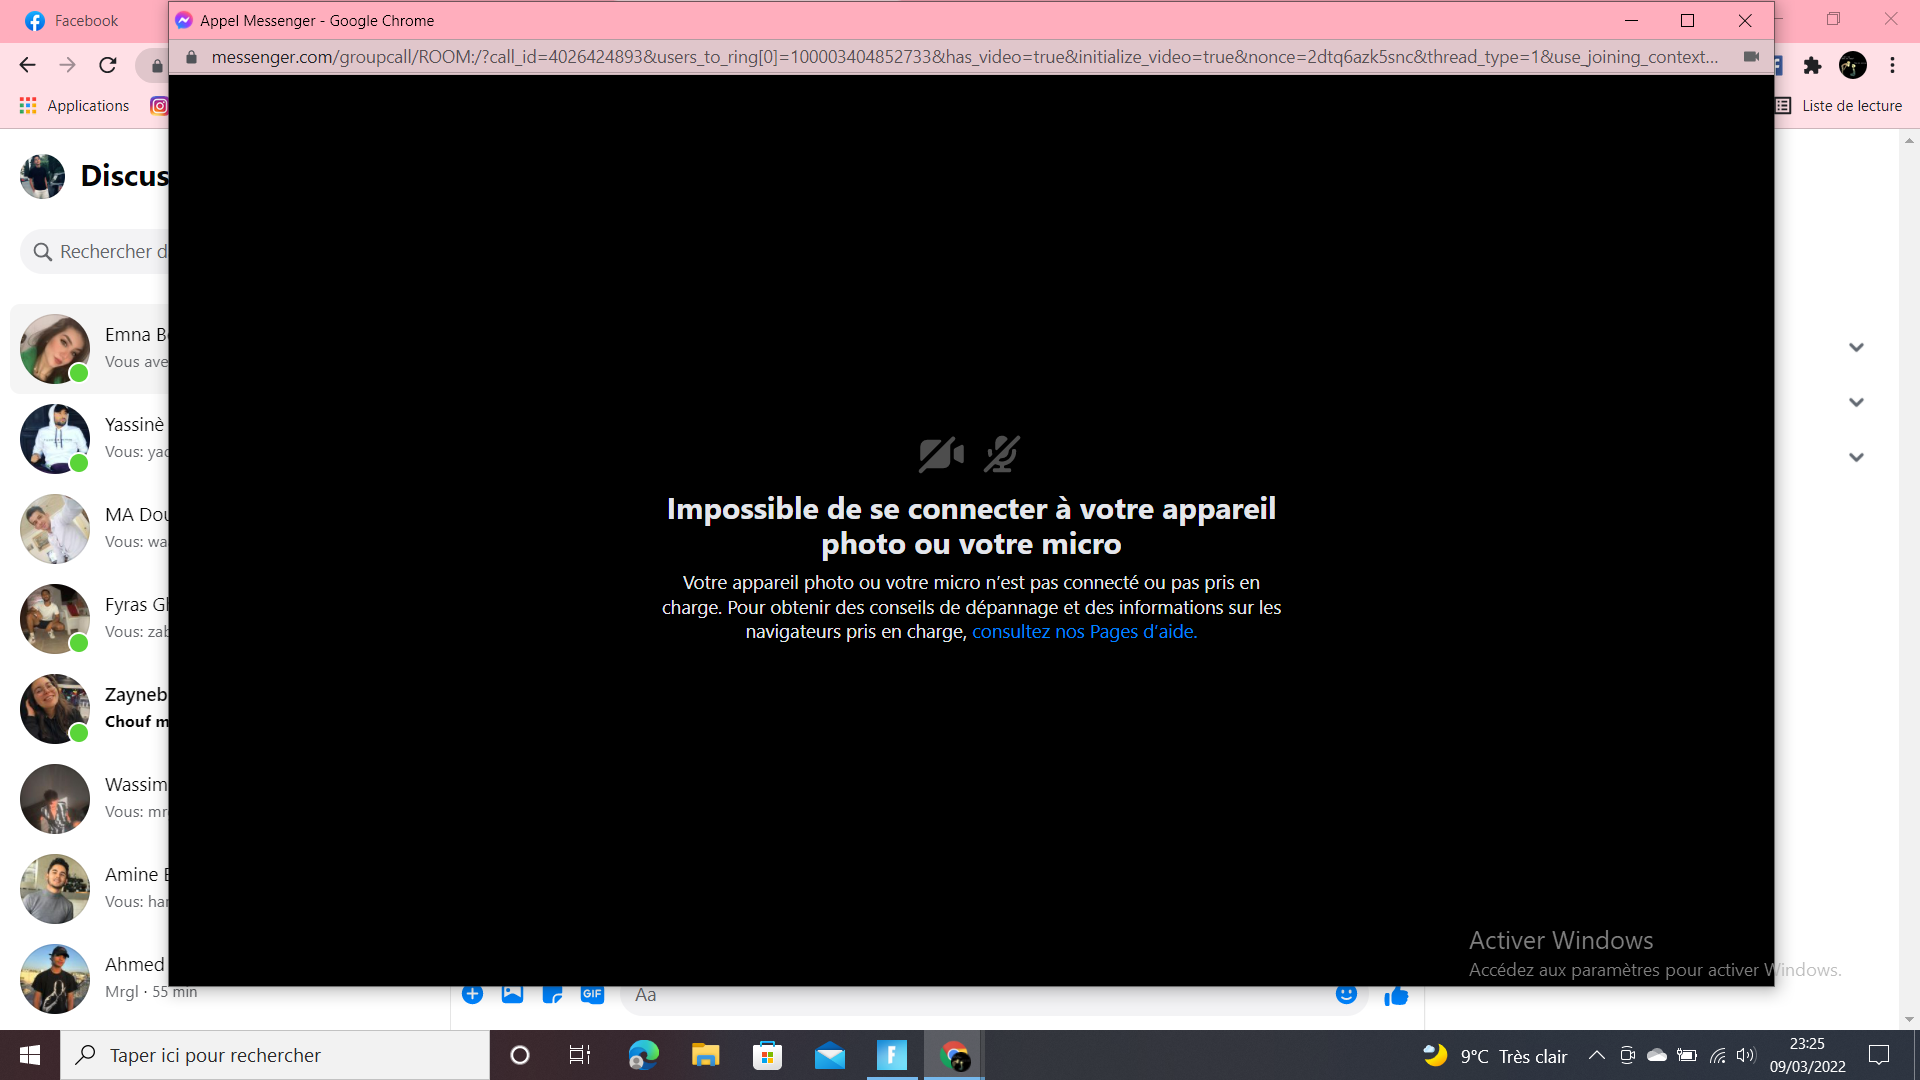 Facebook
Appel Messenger - Google Chrome
messenger.com/groupcall/ROOM:/?call_id=4026424893&users_to_ring[0]=100003404852733&has_video=true&initialize_video=true&nonce=2dtq6azk5snc&thread_type=1&use_joining_context...
Applications
Liste de lecture
Discus
Rechercher d
Emna B
Vous ave
Yassinè
Vous: yac
MA Dou
Vous: wa
Fyras Gh
Vous: zab
Zayneb
Chouf m
Wassim
Vous: mr
Amine B
Vous: har
Ahmed
Mrgl · 55 min
Impossible de se connecter à votre appareil
photo ou votre micro
Votre appareil photo ou votre micro n’est pas connecté ou pas pris en
charge. Pour obtenir des conseils de dépannage et des informations sur les
navigateurs pris en charge, consultez nos Pages d’aide.
Activer Windows
Accédez aux paramètres pour activer Windows.
GIF
Aa
Taper ici pour rechercher
F
9°C Très clair
23:25
09/03/2022